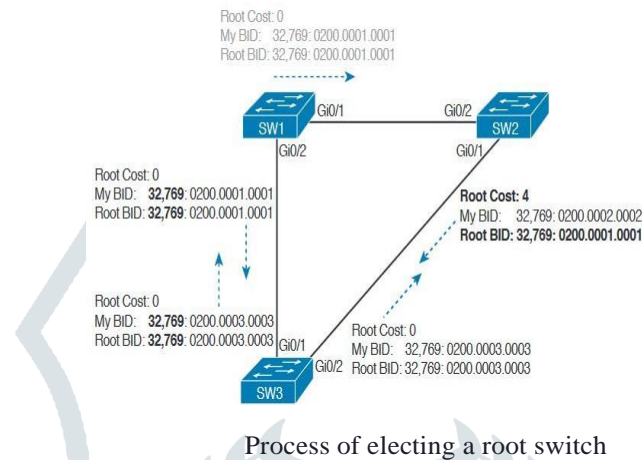 Root Cost: 0
My BID: 32,769: 0200.0001.0001
Root BID: 32,769: 0200.0001.0001
Gi0/1
Gi0/2
SW1
SW2
Gi0/2
Gi0/1
Root Cost: 0
My BID: 32,769: 0200.0001.0001
Root BID: 32,769: 0200.0001.0001
Root Cost: 4
My BID: 32,769: 0200.0002.0002
Root BID: 32,769: 0200.0001.0001
Root Cost: 0
My BID: 32,769: 0200.0003.0003
Root BID: 32,769: 0200.0003.0003
Gi0/1
Root Cost: 0
My BID: 32,769: 0200.0003.0003
Gi0/2 Root BID: 32,769: 0200.0003.0003
SW3
Process of electing a root switch